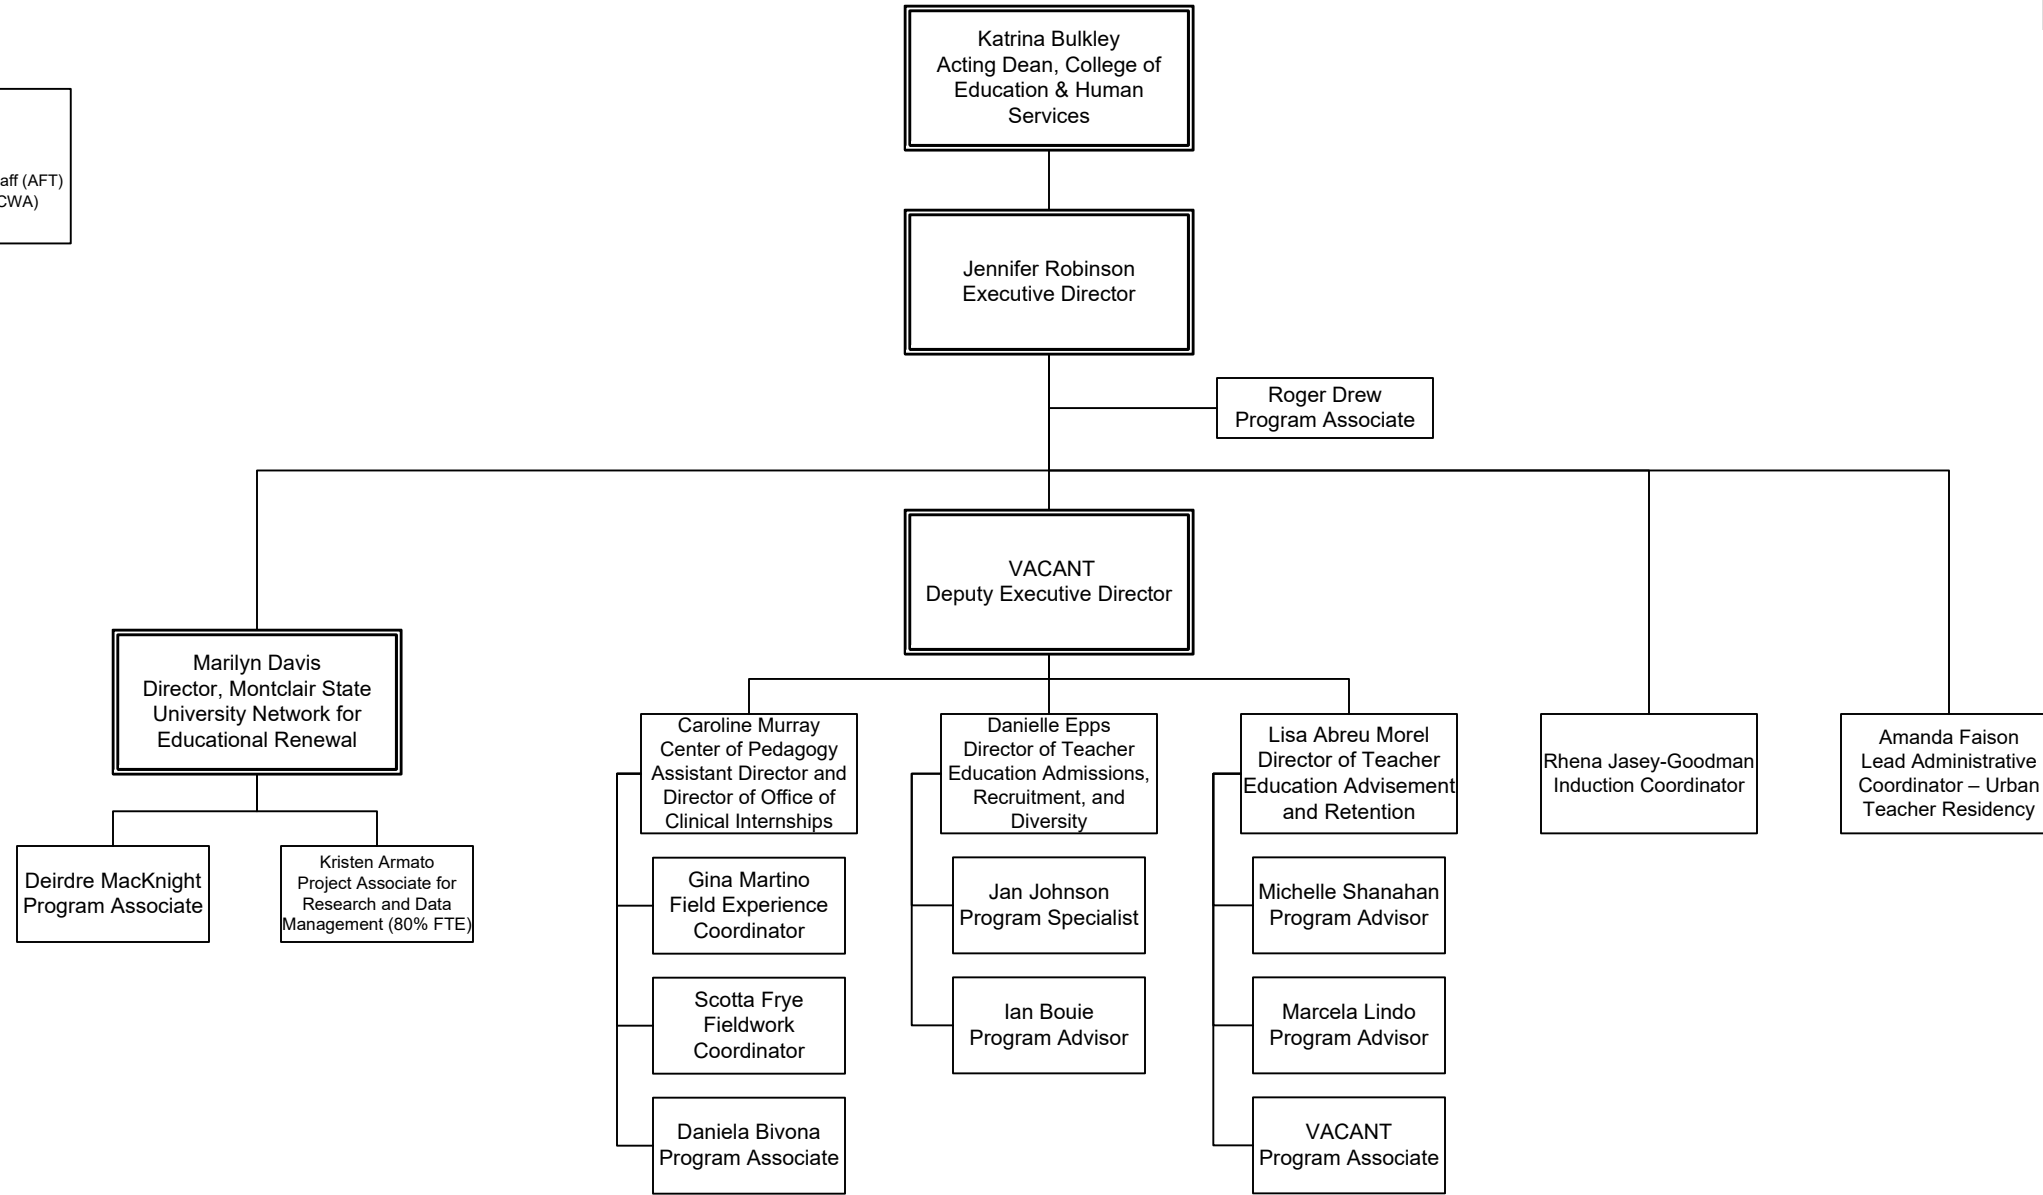 Katrina Bulkley
Acting Dean, College of
Education & Human
Services
(AFT)
Jennifer Robinson
Executive Director
Roger Drew
Program Associate
VACANT
Deputy Executive Director
Marilyn Davis
Director, Montclair State
University Network for
Educational Renewal
Deirdre MacKnight
Program Associate
Kristen Armato
Project Associate for
Research and Data
Management (80% FTE)
Caroline Murray
Center of Pedagogy
Assistant Director and
Director of Office of
Clinical Internships
Gina Martino
Field Experience
Coordinator
Scotta Frye
Fieldwork
Coordinator
Daniela Bivona
Program Associate
Danielle Epps
Director of Teacher
Education Admissions,
Recruitment, and
Diversity
Jan Johnson
Program Specialist
Ian Bouie
Program Advisor
Lisa Abreu Morel
Director of Teacher
Education Advisement
and Retention
Michelle Shanahan
Program Advisor
Marcela Lindo
Program Advisor
VACANT
Program Associate
Rhena Jasey-Goodman
Induction Coordinator
Amanda Faison
Lead Administrative
Coordinator – Urban
Teacher Residency